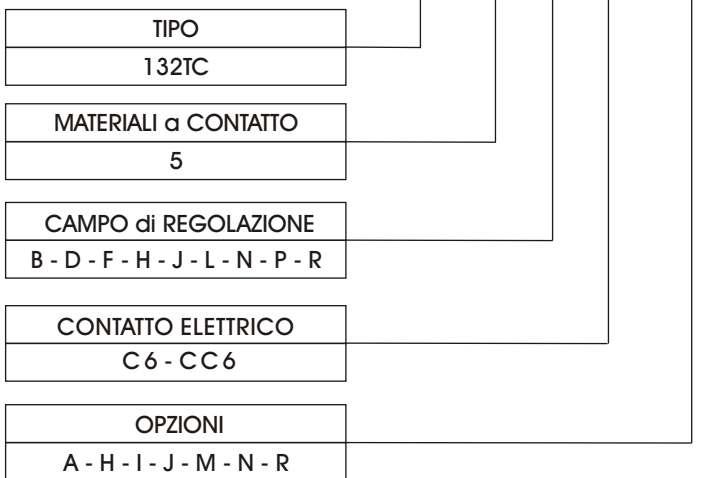 TIPO
132TC
MATERIALI a CONTATTO
5
CAMPO di REGOLAZIONE
B - D - F - H - J - L - N - P - R
CONTATTO ELETTRICO
C6 - CC6
OPZIONI
A - H - I - J - M - N - R